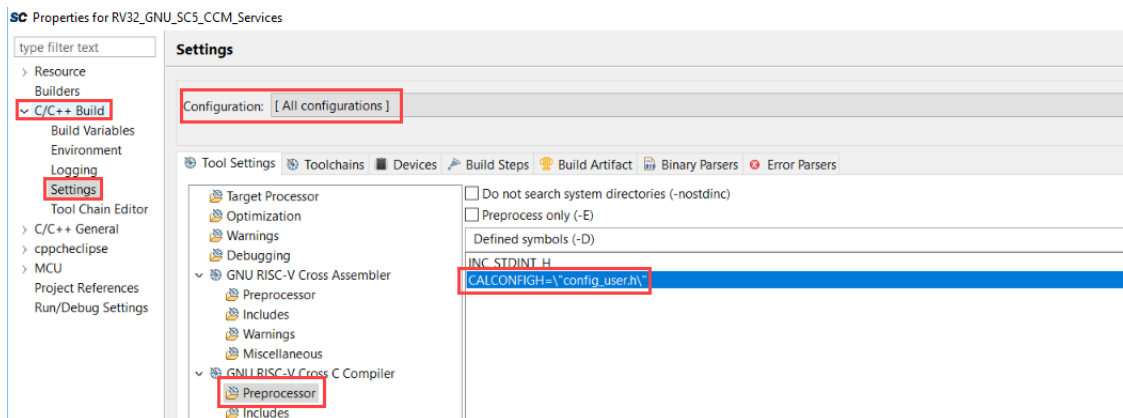 SC Properties for RV32_GNU_SC5_CCM_Services
type filter text
Resource
Builders
C/C++ Build
Build Variables
Environment
Logging
Settings
Tool Chain Editor
C/C++ General
cppcheclipse
MCU
Project References
Run/Debug Settings
Settings
Configuration: [ All configurations ]
Tool Settings Toolchains Devices Build Steps Build Artifact Binary Parsers Error Parsers
Target Processor
Optimization
Warnings
Debugging
GNU RISC-V Cross Assembler
Preprocessor
Includes
Warnings
Miscellaneous
GNU RISC-V Cross C Compiler
Preprocessor
Includes
Do not search system directories (-nostdinc)
Preprocess only (-E)
Defined symbols (-D)
INC_STDINT_H
CALCONFIGH=\"config_user.h\"